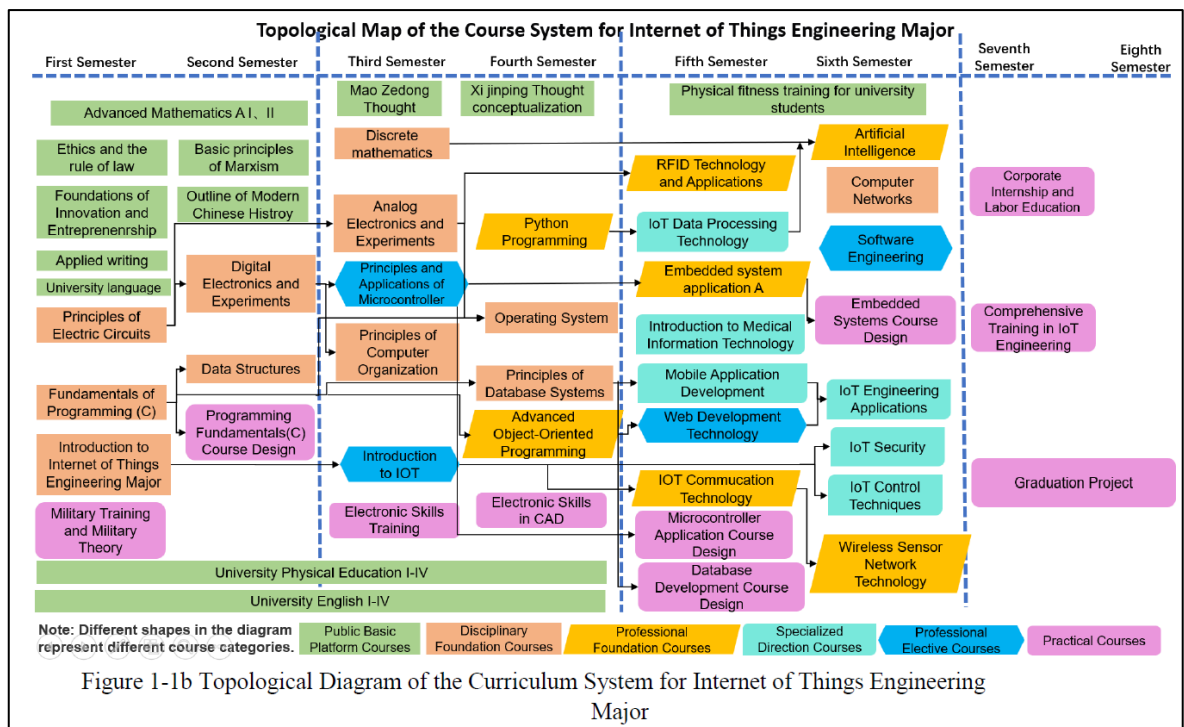 Topological Map of the Course System for Internet of Things Engineering Major
First Semester
Second Semester
Third Semester
Fourth Semester
Fifth Semester
Sixth Semester
Seventh
Semester
Eighth
Semester
Advanced Mathematics A I、II
Mao Zedong
Thought
Xi jinping Thought
conceptualization
Physical fitness training for university
students
Ethics and the
rule of law
Basic principles
of Marxism
Discrete
mathematics
Artificial
Intelligence
Foundations of
Innovation and
Entreprenenrship
Outline of Modern
Chinese Histroy
Analog
Electronics and
Experiments
Python
Programming
RFID Technology
and Applications
Computer
Networks
Corporate
Internship and
Labor Education
IoT Data Processing
Technology
Software
Engineering
Applied writing
University language
Digital
Electronics and
Experiments
Principles and
Applications of
Microcontroller
Embedded system
application A
Principles of
Electric Circuits
Principles of
Computer
Organization
Operating System
Introduction to Medical
Information Technology
Embedded
Systems Course
Design
Comprehensive
Training in IoT
Engineering
Data Structures
Fundamentals of
Programming (C)
Programming
Fundamentals(C)
Course Design
Principles of
Database Systems
Mobile Application
Development
IoT Engineering
Applications
Advanced
Object-Oriented
Programming
Web Development
Technology
Introduction to
Internet of Things
Engineering Major
Introduction
to IOT
IoT Security
IOT Commucation
Technology
IoT Control
Techniques
Graduation Project
Military Training
and Military
Theory
Electronic Skills
Training
Electronic Skills
in CAD
Microcontroller
Application Course
Design
Wireless Sensor
Network
Technology
Database
Development Course
Design
University Physical Education I-IV
University English I-IV
Note: Different shapes in the diagram
represent different course categories.
Public Basic
Platform Courses
Disciplinary
Foundation Courses
Professional
Foundation Courses
Specialized
Direction Courses
Professional
Elective Courses
Practical Courses
Figure 1-1b Topological Diagram of the Curriculum System for Internet of Things Engineering
Major